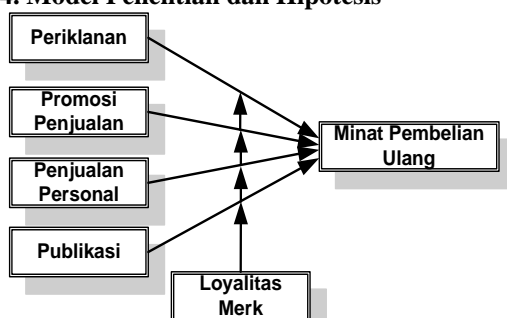 4. Model Penelitian dan Hipotesis
Periklanan
Promosi
Penjualan
Penjualan
Personal
Publikasi
Minat Pembelian
Ulang
Loyalitas
Merk